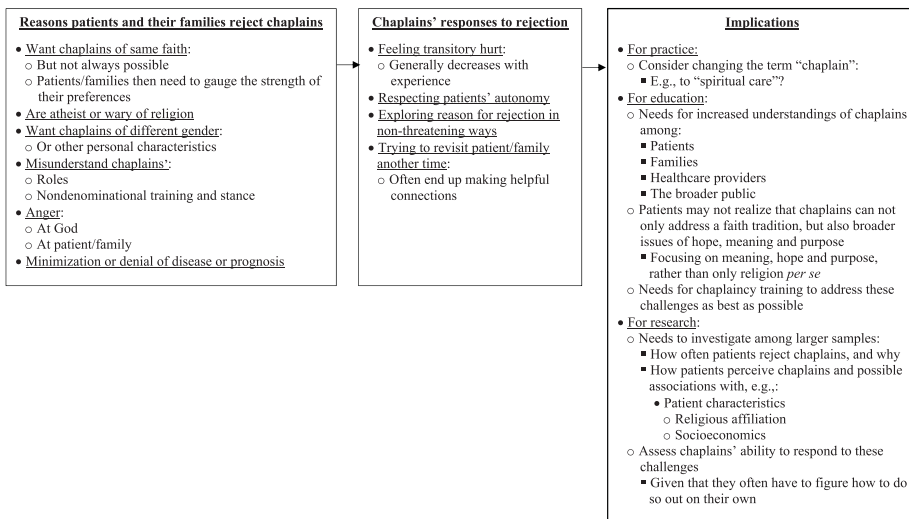 Reasons patients and their families reject chaplains
• Want chaplains of same faith:
○ But not always possible
○ Patients/families then need to gauge the strength of
their preferences
• Are atheist or wary of religion
• Want chaplains of different gender:
○ Or other personal characteristics
• Misunderstand chaplains':
○ Roles
○ Nondenominational training and stance
• Anger:
○ At God
○ At patient/family
• Minimization or denial of disease or prognosis
Chaplains' responses to rejection
• Feeling transitory hurt:
○ Generally decreases with
experience
• Respecting patients' autonomy
• Exploring reason for rejection in
non-threatening ways
• Trying to revisit patient/family
another time:
○ Often end up making helpful
connections
Implications
• For practice:
○ Consider changing the term "chaplain":
▪ E.g., to "spiritual care"?
• For education:
○ Needs for increased understandings of chaplains
among:
▪ Patients
▪ Families
▪ Healthcare providers
▪ The broader public
○ Patients may not realize that chaplains can not
only address a faith tradition, but also broader
issues of hope, meaning and purpose
▪ Focusing on meaning, hope and purpose,
rather than only religion per se
○ Needs for chaplaincy training to address these
challenges as best as possible
• For research:
○ Needs to investigate among larger samples:
▪ How often patients reject chaplains, and why
▪ How patients perceive chaplains and possible
associations with, e.g.,:
• Patient characteristics
○ Religious affiliation
○ Socioeconomics
○ Assess chaplains' ability to respond to these
challenges
▪ Given that they often have to figure how to do
so out on their own